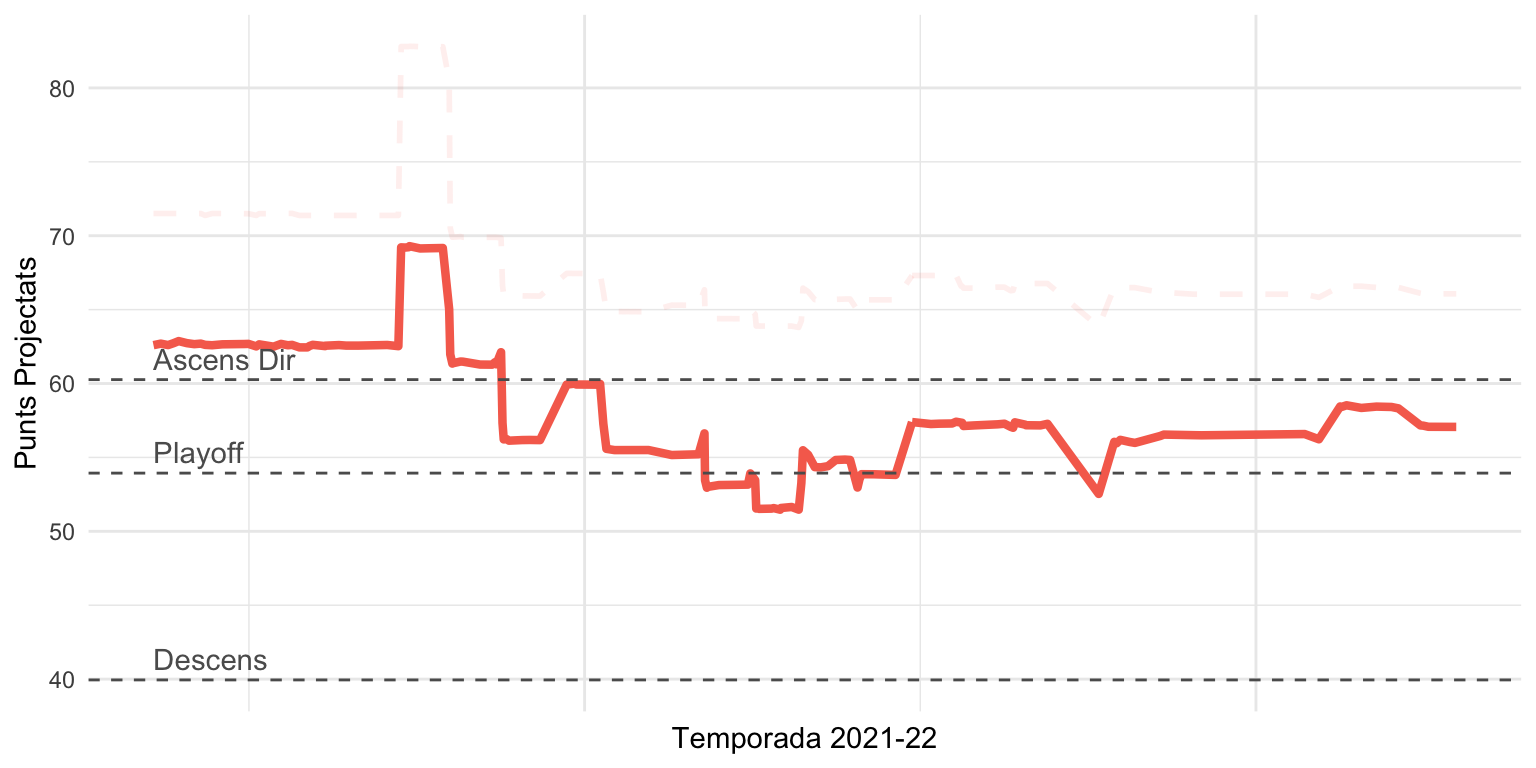 Punts Projectats
80
70
60
50
40
Ascens Dir
Playoff
Descens
Temporada 2021-22